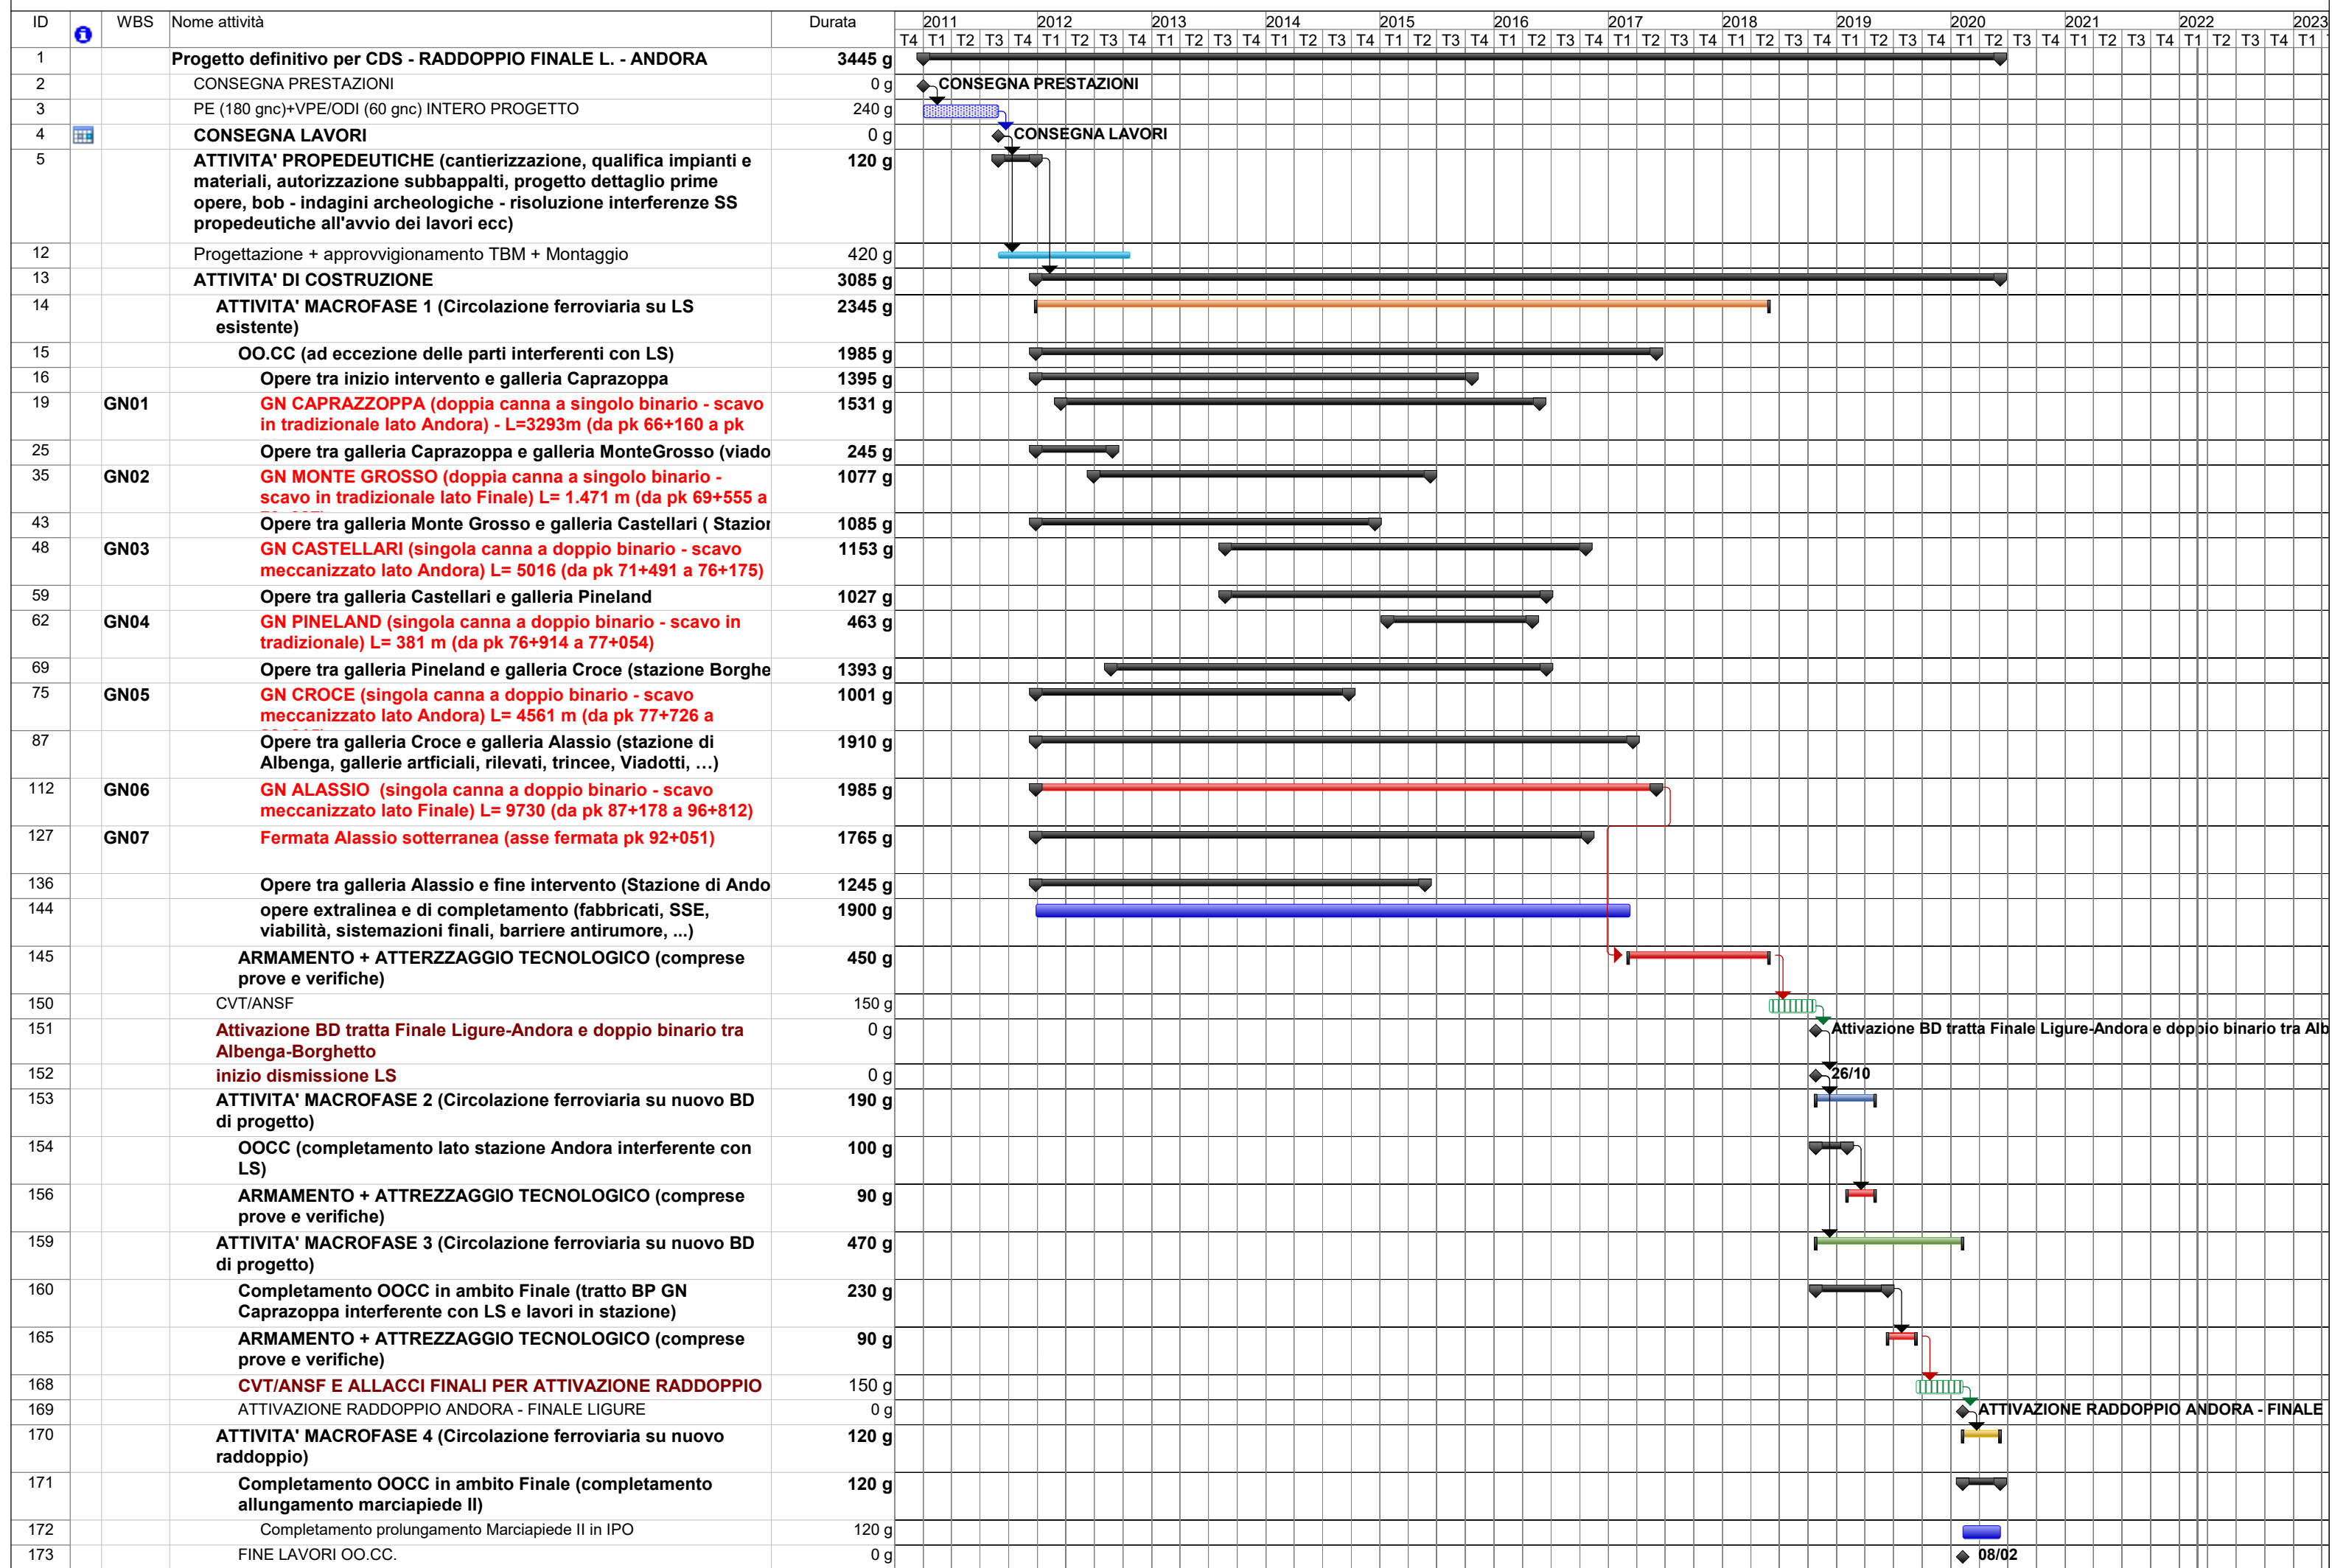 ID WBS Nome attività Durata 2011 2012 2013 2014 2015 2016 2017 2018 2019 2020 2021 2022 2023
T4 T1 T2 T3 T4 T1 T2 T3 T4 T1 T2 T3 T4 T1 T2 T3 T4 T1 T2 T3 T4 T1 T2 T3 T4 T1 T2 T3 T4 T1 T2 T3 T4 T1 T2 T3 T4 T1 T2 T3 T4 T1 T2 T3 T4 T1 T2 T3 T4 T1
1 Progetto definitivo per CDS - RADDOPPIO FINALE L. - ANDORA 3445 g
2 CONSEGNA PRESTAZIONI 0 g CONSEGNA PRESTAZIONI
3 PE (180 gnc)+VPE/ODI (60 gnc) INTERO PROGETTO 240 g
4 CONSEGNA LAVORI 0 g CONSEGNA LAVORI
5 ATTIVITA' PROPEDEUTICHE (cantierizzazione, qualifica impianti e 120 g
materiali, autorizzazione subbappalti, progetto dettaglio prime
opere, bob - indagini archeologiche - risoluzione interferenze SS
propedeutiche all'avvio dei lavori ecc)
12 Progettazione + approvvigionamento TBM + Montaggio 420 g
13 ATTIVITA' DI COSTRUZIONE 3085 g
14 ATTIVITA' MACROFASE 1 (Circolazione ferroviaria su LS 2345 g
esistente)
15 OO.CC (ad eccezione delle parti interferenti con LS) 1985 g
16 Opere tra inizio intervento e galleria Caprazoppa 1395 g
19 GN01 GN CAPRAZZOPPA (doppia canna a singolo binario - scavo 1531 g
in tradizionale lato Andora) - L=3293m (da pk 66+160 a pk
25 Opere tra galleria Caprazoppa e galleria MonteGrosso (viado 245 g
35 GN02 GN MONTE GROSSO (doppia canna a singolo binario - 1077 g
scavo in tradizionale lato Finale) L= 1.471 m (da pk 69+555 a
43 Opere tra galleria Monte Grosso e galleria Castellari ( Stazior 1085 g
48 GN03 GN CASTELLARI (singola canna a doppio binario - scavo 1153 g
meccanizzato lato Andora) L= 5016 (da pk 71+491 a 76+175)
59 Opere tra galleria Castellari e galleria Pineland 1027 g
62 GN04 GN PINELAND (singola canna a doppio binario - scavo in 463 g
tradizionale) L= 381 m (da pk 76+914 a 77+054)
69 Opere tra galleria Pineland e galleria Croce (stazione Borghe 1393 g
75 GN05 GN CROCE (singola canna a doppio binario - scavo 1001 g
meccanizzato lato Andora) L= 4561 m (da pk 77+726 a
87 Opere tra galleria Croce e galleria Alassio (stazione di 1910 g
Albenga, gallerie artficiali, rilevati, trincee, Viadotti, ...)
112 GN06 GN ALASSIO (singola canna a doppio binario - scavo 1985 g
meccanizzato lato Finale) L= 9730 (da pk 87+178 a 96+812)
127 GN07 Fermata Alassio sotterranea (asse fermata pk 92+051) 1765 g
136 Opere tra galleria Alassio e fine intervento (Stazione di Ando 1245 g
144 opere extralinea e di completamento (fabbricati, SSE, 1900 g
viabilità, sistemazioni finali, barriere antirumore, ...)
145 ARMAMENTO + ATTERZZAGGIO TECNOLOGICO (comprese 450 g
prove e verifiche)
150 CVT/ANSF 150 g
151 Attivazione BD tratta Finale Ligure-Andora e doppio binario tra 0 g Attivazione BD tratta Finale Ligure-Andora e doppio binario tra Alb
Albenga-Borghetto
152 inizio dismissione LS 0 g 26/10
153 ATTIVITA' MACROFASE 2 (Circolazione ferroviaria su nuovo BD 190 g
di progetto)
154 OOCC (completamento lato stazione Andora interferente con 100 g
LS)
156 ARMAMENTO + ATTREZZAGGIO TECNOLOGICO (comprese 90 g
prove e verifiche)
159 ATTIVITA' MACROFASE 3 (Circolazione ferroviaria su nuovo BD 470 g
di progetto)
160 Completamento OOCC in ambito Finale (tratto BP GN 230 g
Caprazoppa interferente con LS e lavori in stazione)
165 ARMAMENTO + ATTREZZAGGIO TECNOLOGICO (comprese 90 g
prove e verifiche)
168 CVT/ANSF E ALLACCI FINALI PER ATTIVAZIONE RADDOPPIO 150 g
169 ATTIVAZIONE RADDOPPIO ANDORA - FINALE LIGURE 0 g ATTIVAZIONE RADDOPPIO ANDORA - FINALE
170 ATTIVITA' MACROFASE 4 (Circolazione ferroviaria su nuovo 120 g
raddoppio)
171 Completamento OOCC in ambito Finale (completamento 120 g
allungamento marciapiede II)
172 Completamento prolungamento Marciapiede II in IPO 120 g
173 FINE LAVORI OO.CC. 0 g 08/02